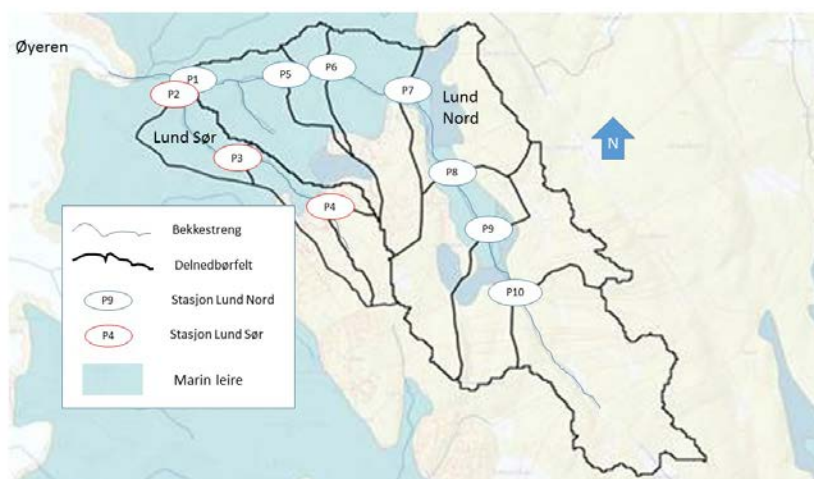 Øyeren
P1
P2
P5
P6
P7
Lund
Nord
N
Lund Sør
P3
P8
P4
P9
P10
Bekkestreng
Delnedbørfelt
P9 Stasjon Lund Nord
P4 Stasjon Lund Sør
Marin leire